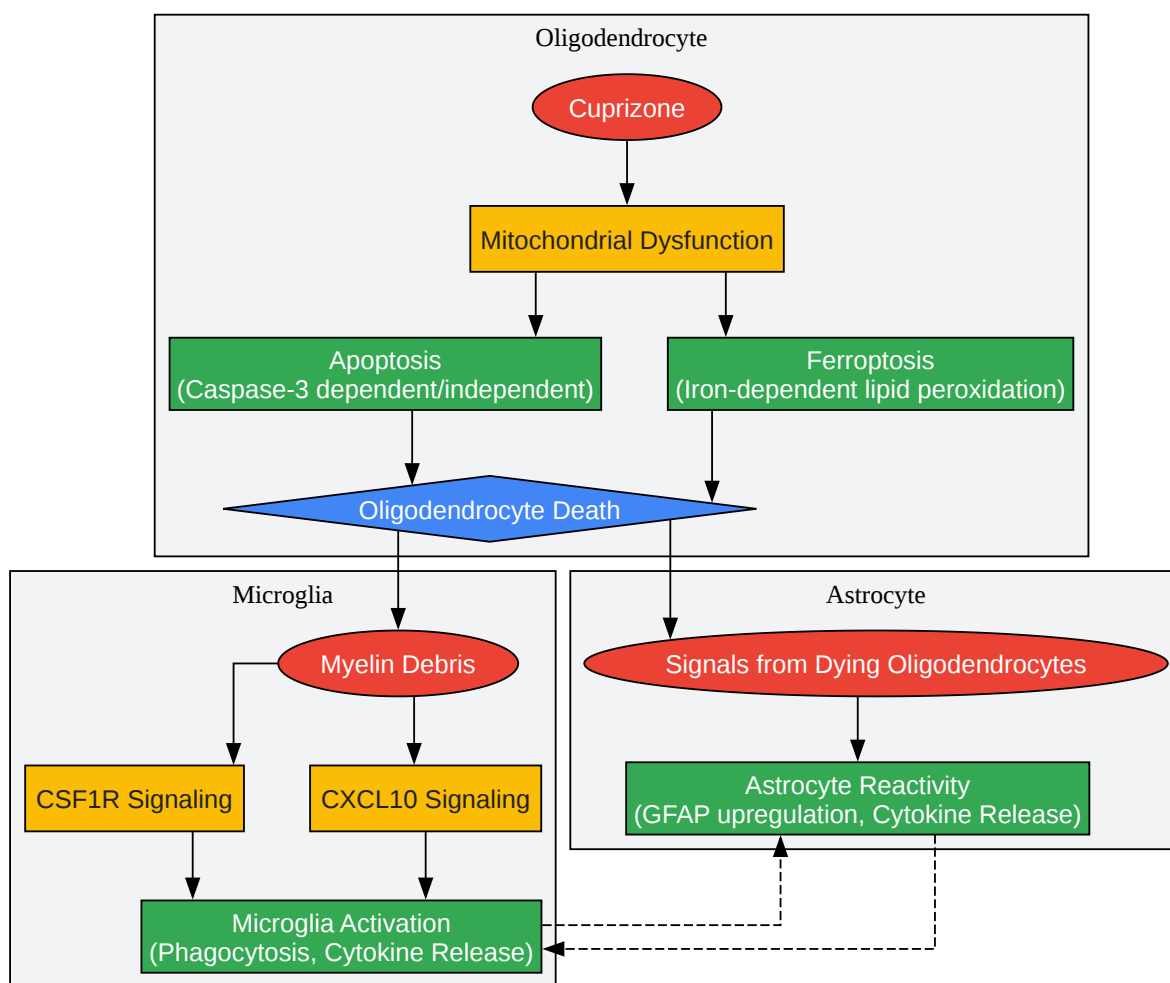 Oligodendrocyte
Cuprizone
Mitochondrial Dysfunction
Apoptosis
(Caspase-3 dependent/independent)
Ferroptosis
(Iron-dependent lipid peroxidation)
Oligodendrocyte Death
Microglia
Myelin Debris
CSF1R Signaling
CXCL10 Signaling
Microglia Activation
(Phagocytosis, Cytokine Release)
Astrocyte
Signals from Dying Oligodendrocytes
Astrocyte Reactivity
(GFAP upregulation, Cytokine Release)